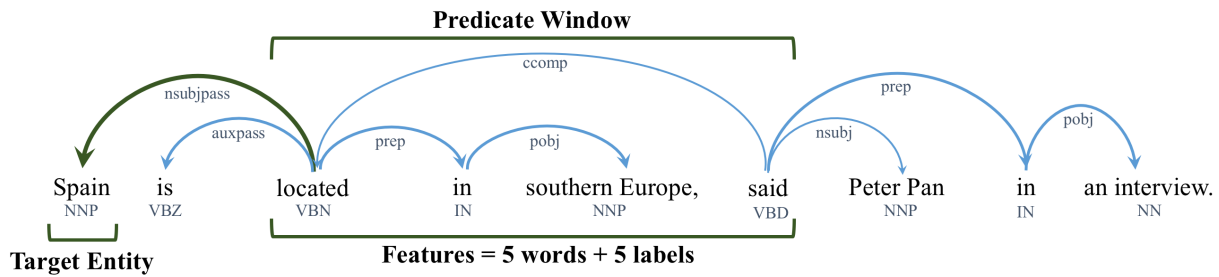 Predicate Window
ccomp
nsubjpass
prep
auxpass
prep
pobj
nsubj
pobj
Spain is located in southern Europe, said Peter Pan in an interview.
NNP VBZ VBN IN NNP VBD NNP IN NN
Target Entity
Features = 5 words + 5 labels